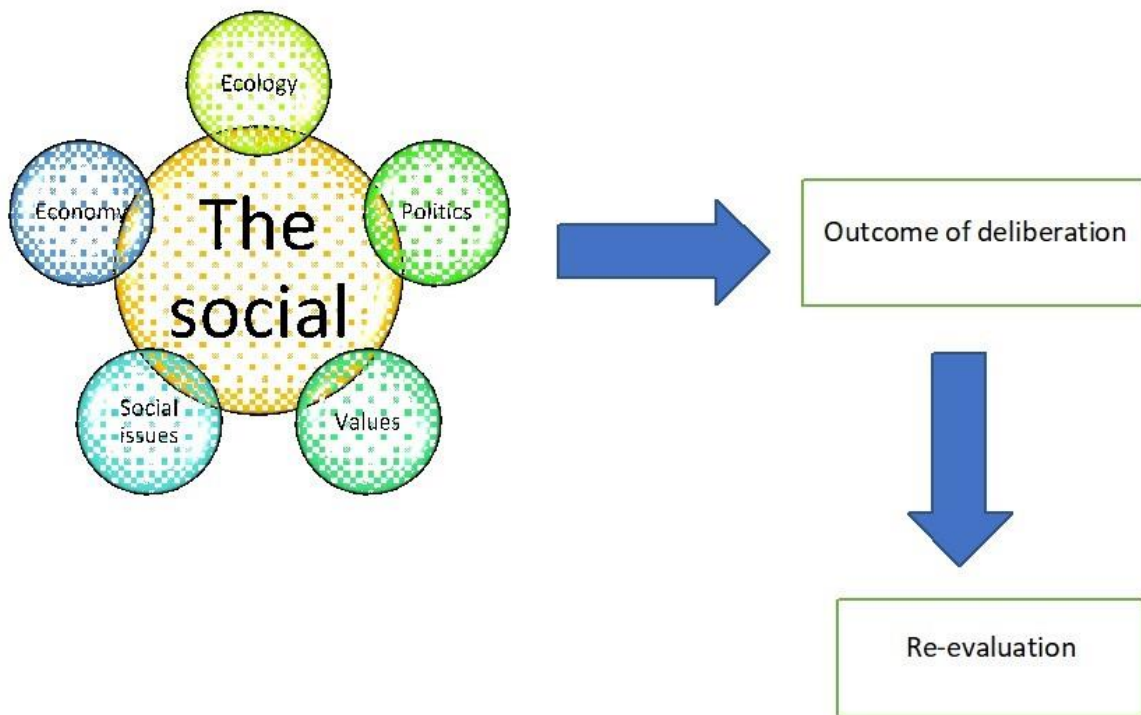 Ecology
Economy
Politics
The
social
Social
issues
Values
Outcome of deliberation
Re-evaluation